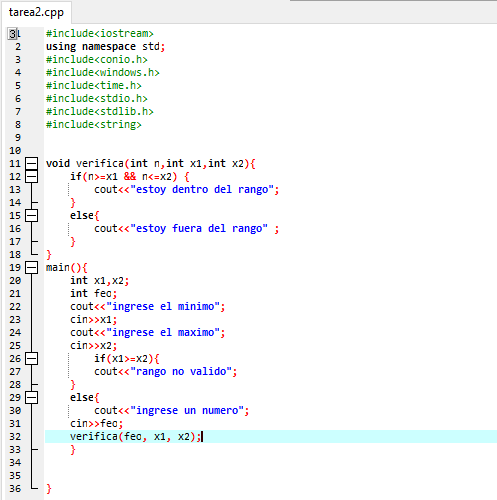 tarea2.cpp
1 #include<iostream>
2 using namespace std;
3 #include<conio.h>
4 #include<windows.h>
5 #include<time.h>
6 #include<stdio.h>
7 #include<stdlib.h>
8 #include<string>
9
10
11 void verifica(int n,int x1,int x2){
12 if(n>=x1 && n<=x2) {
13 cout<<"estoy dentro del rango";
14 }
15 else{
16 cout<<"estoy fuera del rango" ;
17 }
18 }
19 main(){
20 int x1,x2;
21 int feo;
22 cout<<"ingrese el minimo";
23 cin>>x1;
24 cout<<"ingrese el maximo";
25 cin>>x2;
26 if(x1>=x2){
27 cout<<"rango no valido";
28 }
29 else{
30 cout<<"ingrese un numero";
31 cin>>feo;
32 verifica(feo, x1, x2);
33 }
34
35
36 }